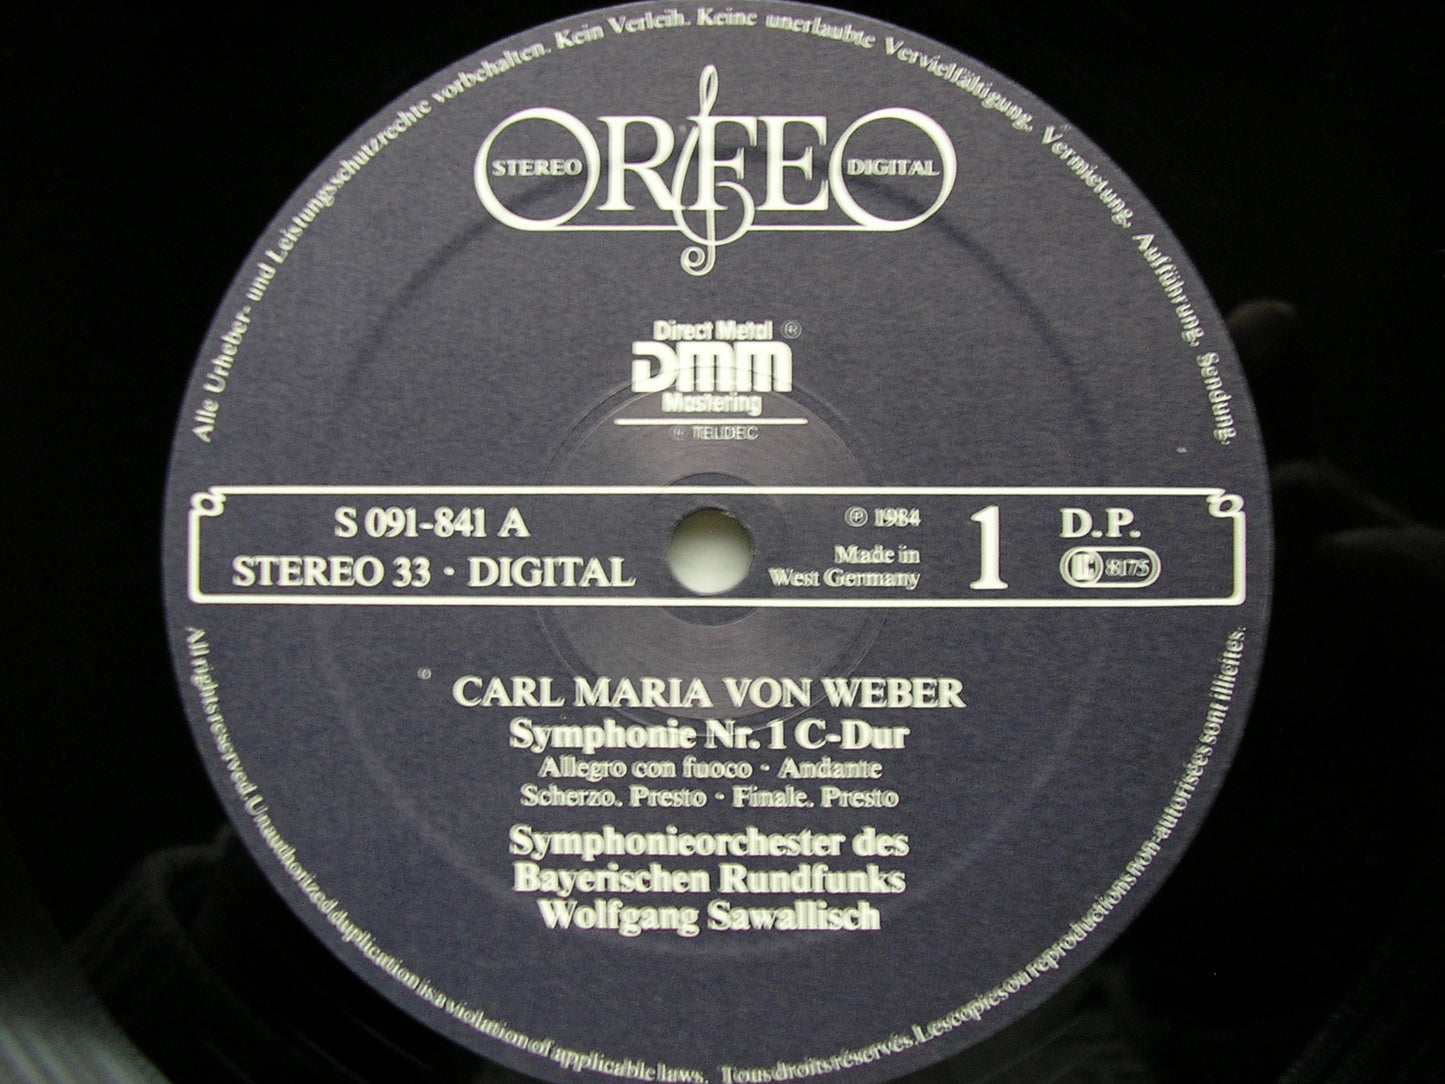 Alle Urheber- und Leistungsschutzrechte vorbehalten. Kein Verleih. Keine unerlaubte Vervielfältigung, Vermietung, Aufführung, Sendung.
ORFEO
STEREO DIGITAL
Direct Metal ®
DMM
Mastering
℗ TELDEC
S 091-841 A
STEREO 33 · DIGITAL
℗ 1984
Made in
West Germany
1
D.P.
LC 8175
CARL MARIA VON WEBER
Symphonie Nr. 1 C-Dur
Allegro con fuoco · Andante
Scherzo. Presto · Finale. Presto
Symphonieorchester des
Bayerischen Rundfunks
Wolfgang Sawallisch
All rights reserved. Unauthorized duplication is a violation of applicable laws. Tous droits réservés. Les copies ou reproductions non-autorisées sont illicites.